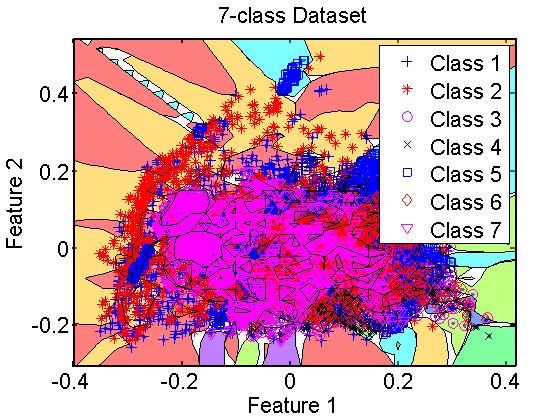 7-class Dataset
Class 1
Class 2
Class 3
Class 4
Class 5
Class 6
Class 7
Feature 2
0.4
0.2
0
-0.2
-0.4
-0.2
0
0.2
0.4
Feature 1